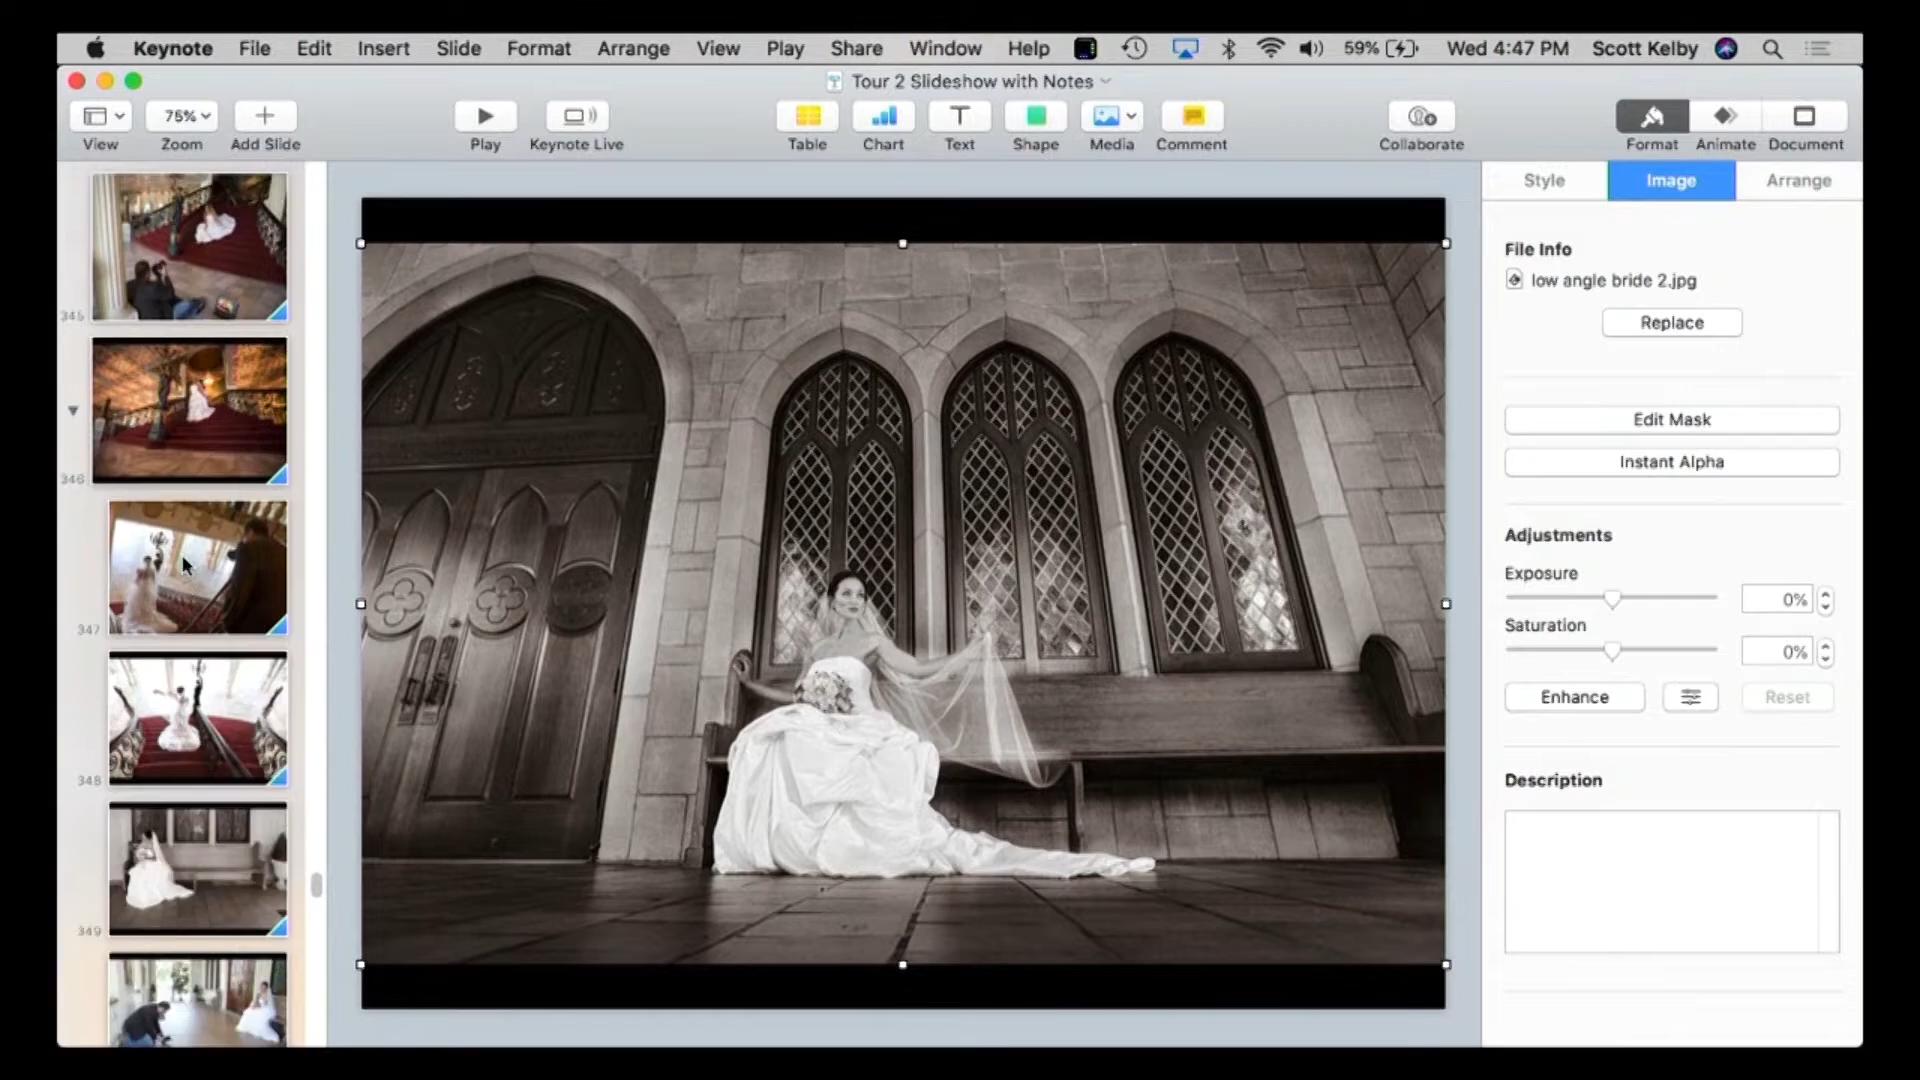 Keynote File Edit Insert Slide Format Arrange View Play Share Window Help 59% Wed 4:47 PM Scott Kelby
Tour 2 Slideshow with Notes
75%
View Zoom Add Slide Play Keynote Live Table Chart Text Shape Media Comment Collaborate Format Animate Document
Style Image Arrange
File Info
low angle bride 2.jpg
Replace
Edit Mask
Instant Alpha
Adjustments
Exposure
0%
Saturation
0%
Enhance Reset
Description
345
346
347
348
349